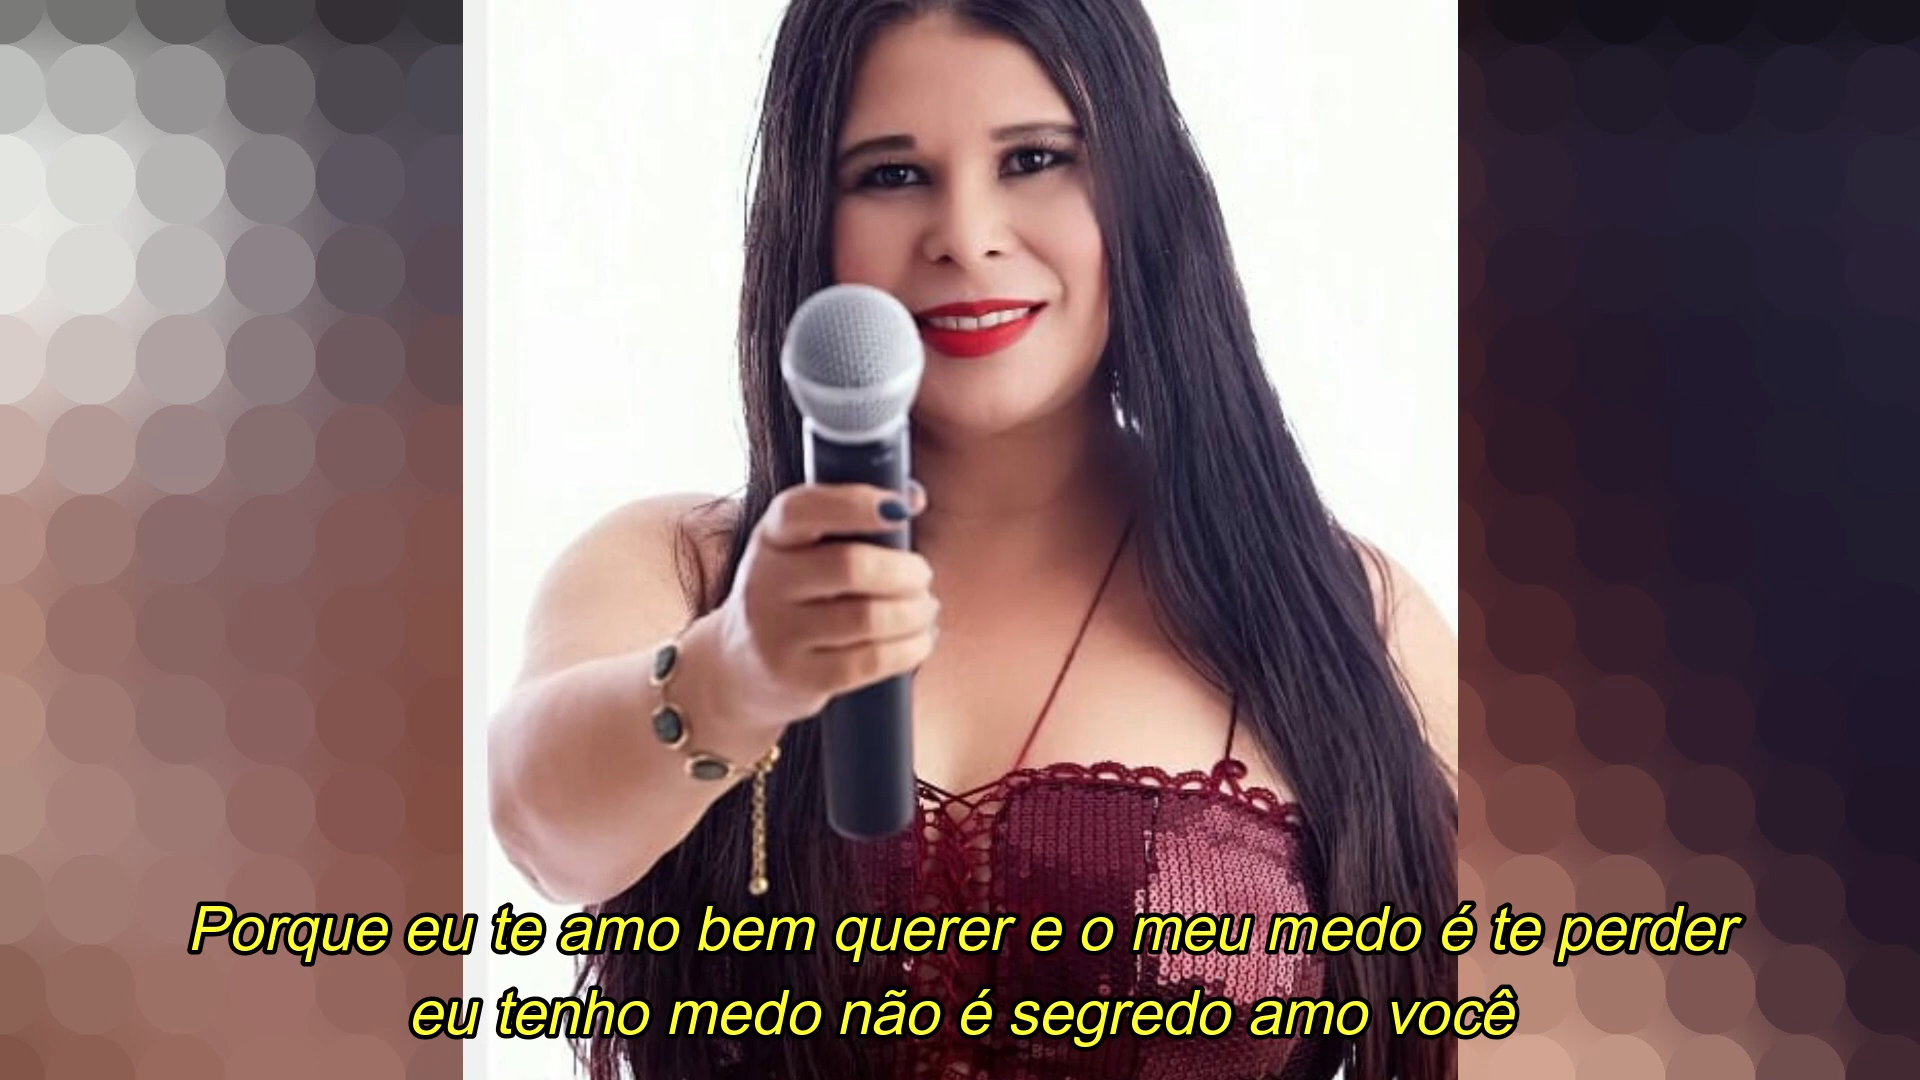 Porque eu te amo bem querer e o meu medo é te perder
eu tenho medo não é segredo amo você